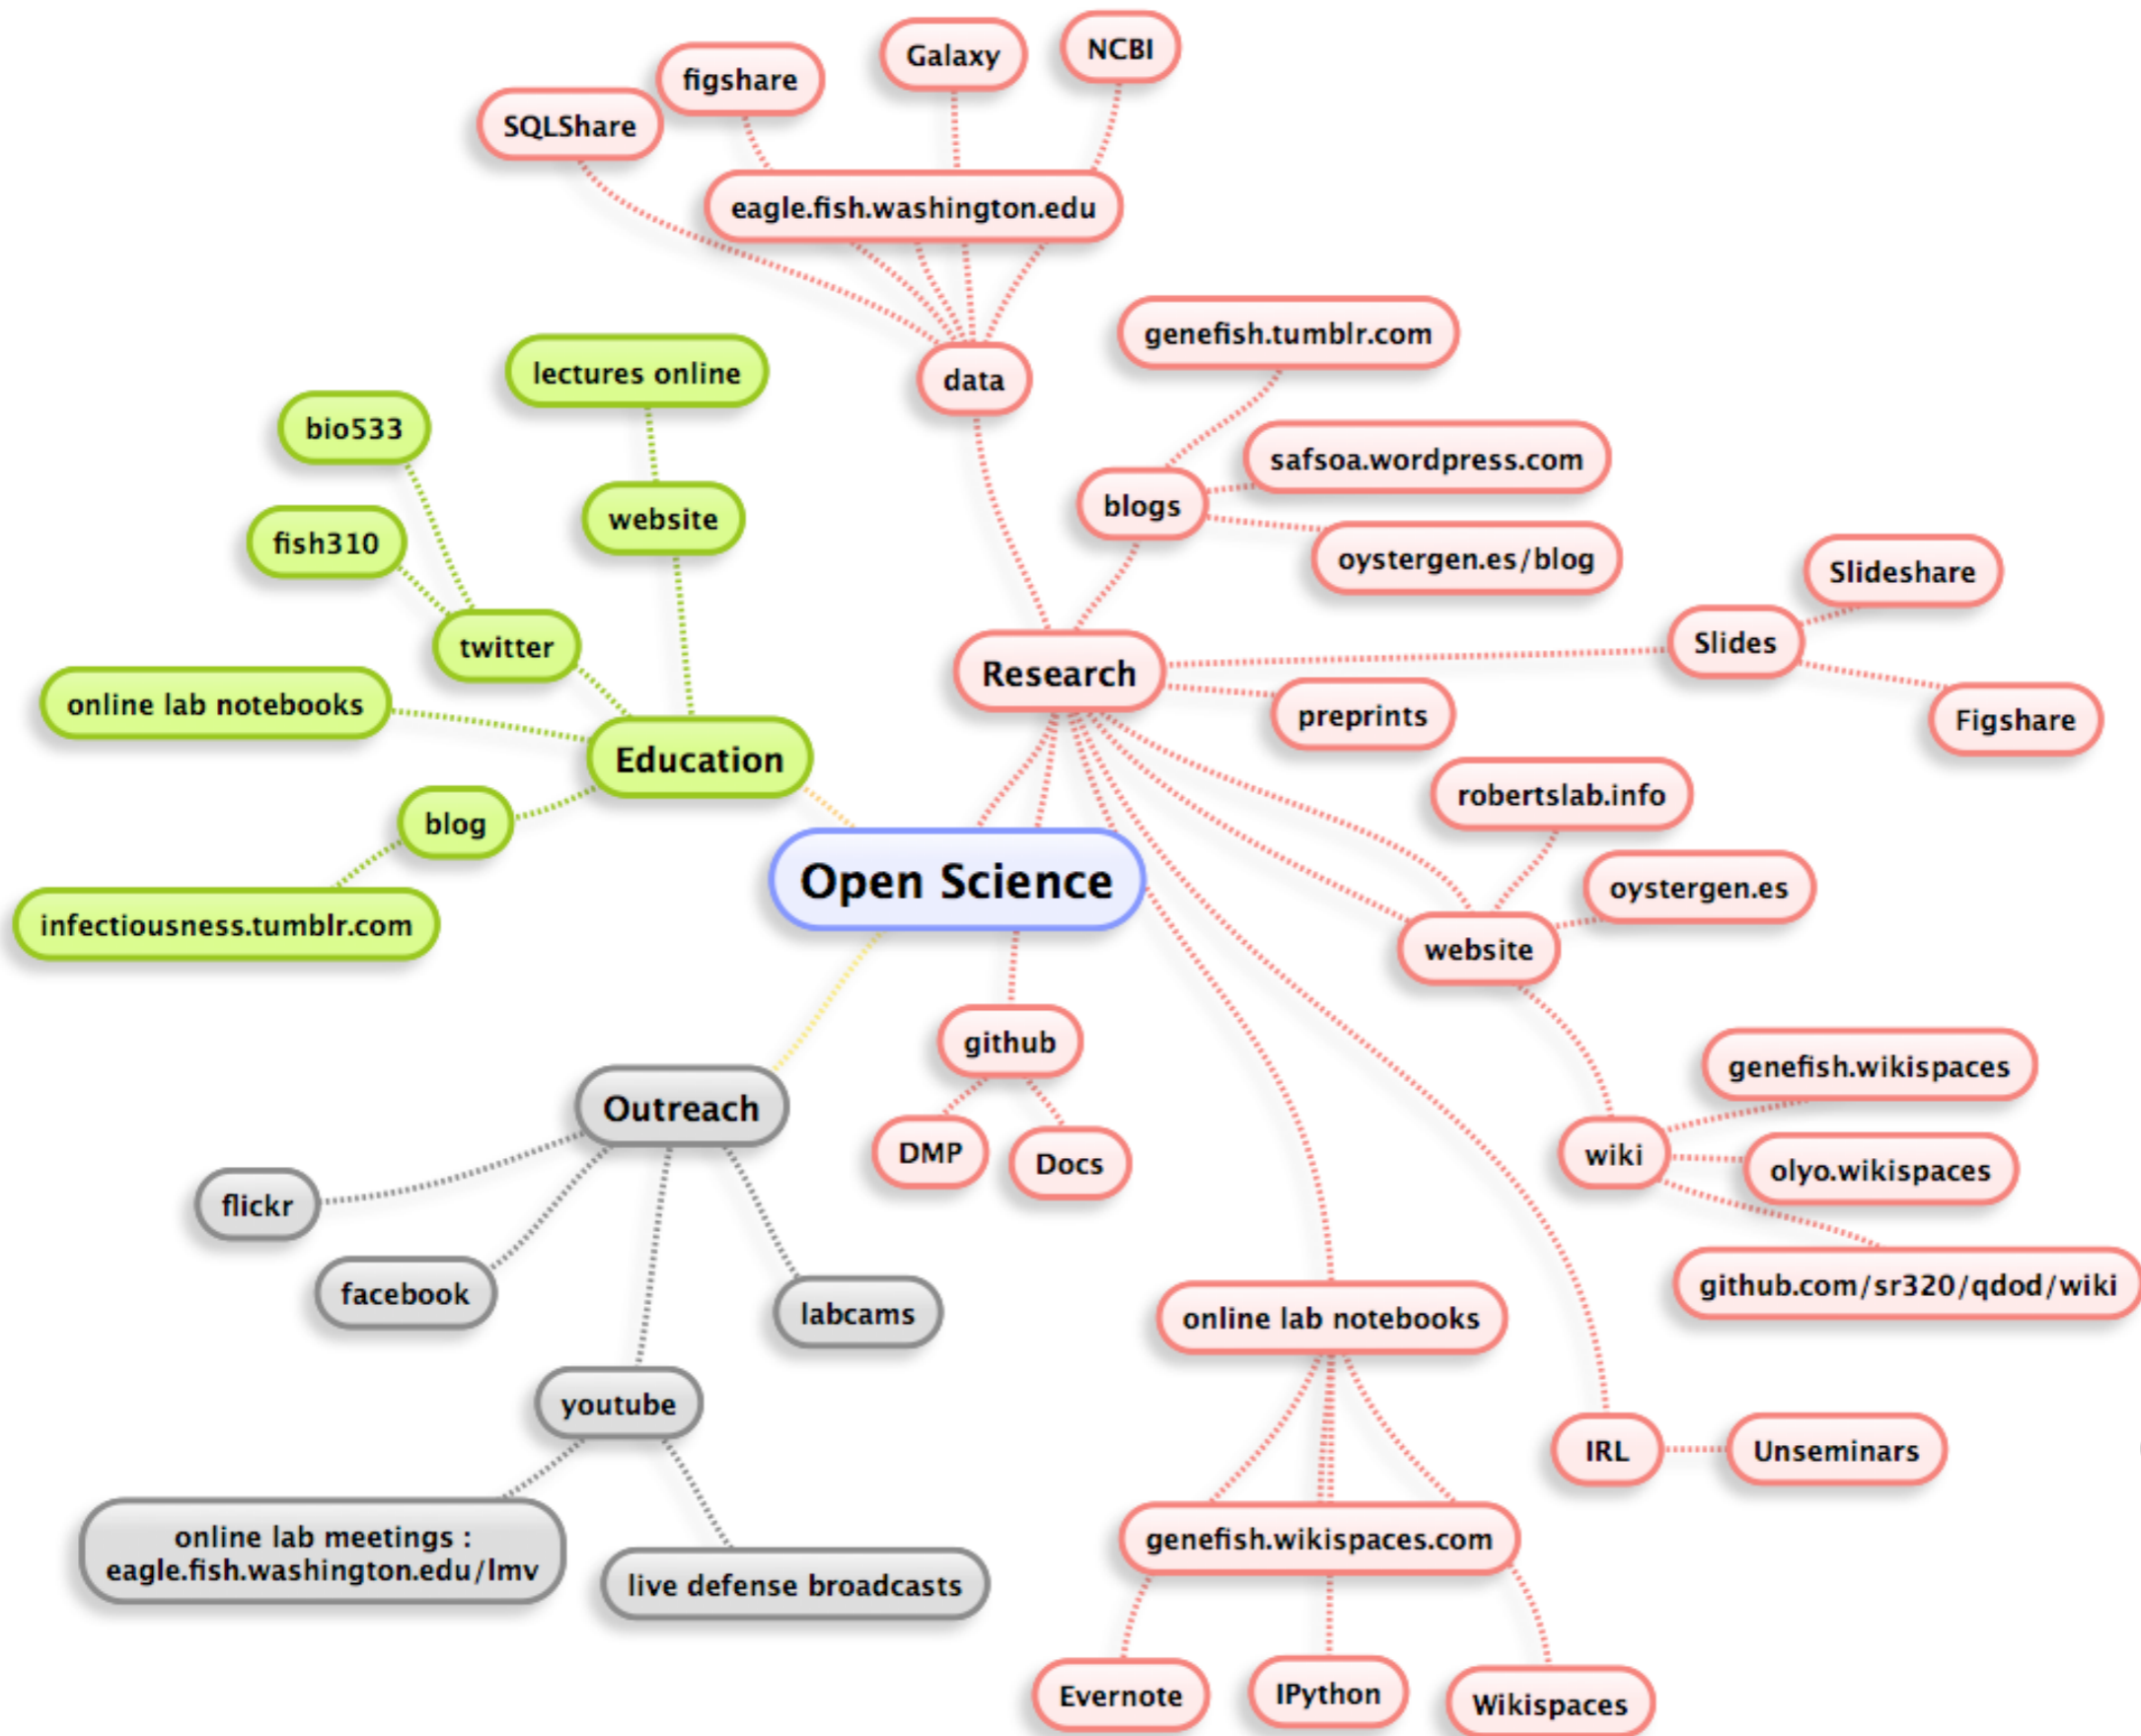 NCBI
Galaxy
figshare
SQLShare
eagle.fish.washington.edu
genefish.tumblr.com
lectures online
data
bio533
safsoa.wordpress.com
blogs
website
fish310
oystergen.es/blog
Slideshare
Slides
twitter
Research
online lab notebooks
preprints
Figshare
Education
robertslab.info
blog
Open Science
oystergen.es
infectiousness.tumblr.com
website
github
genefish.wikispaces
Outreach
DMP
Docs
wiki
olyo.wikispaces
flickr
github.com/sr320/qdod/wiki
facebook
labcams
online lab notebooks
youtube
IRL
Unseminars
online lab meetings :
eagle.fish.washington.edu/lmv
genefish.wikispaces.com
live defense broadcasts
Evernote
IPython
Wikispaces